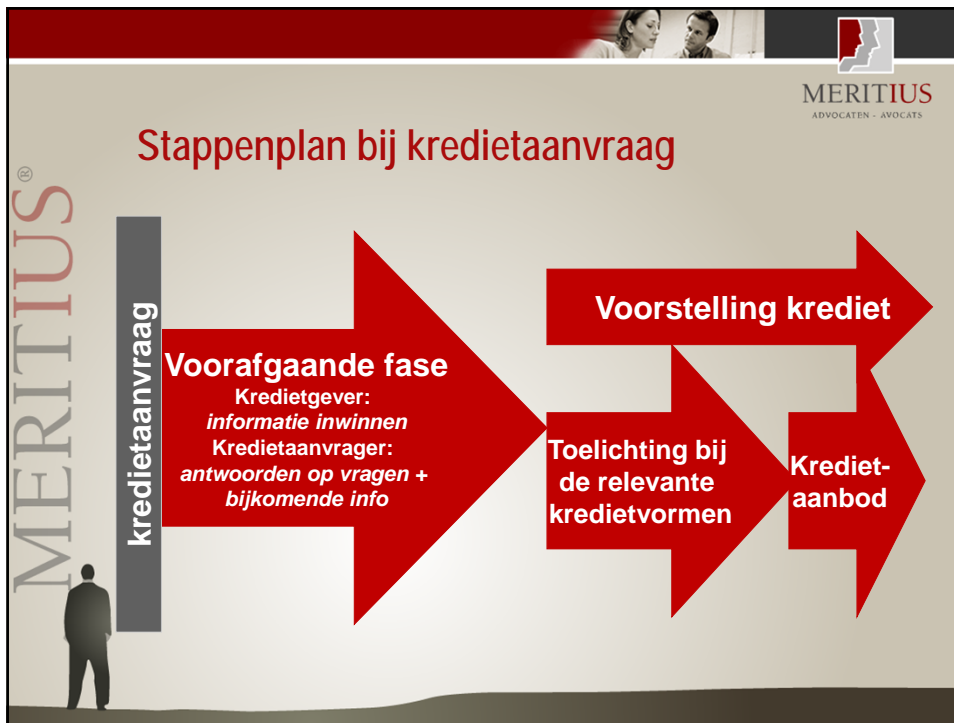 MERITIUS
ADVOCATEN - AVOCATS
Stappenplan bij kredietaanvraag
MERITIUS®
kredietaanvraag
Voorafgaande fase
Kredietgever:
informatie inwinnen
Kredietaanvrager:
antwoorden op vragen +
bijkomende info
Voorstelling krediet
Toelichting bij
de relevante
kredietvormen
Krediet-
aanbod